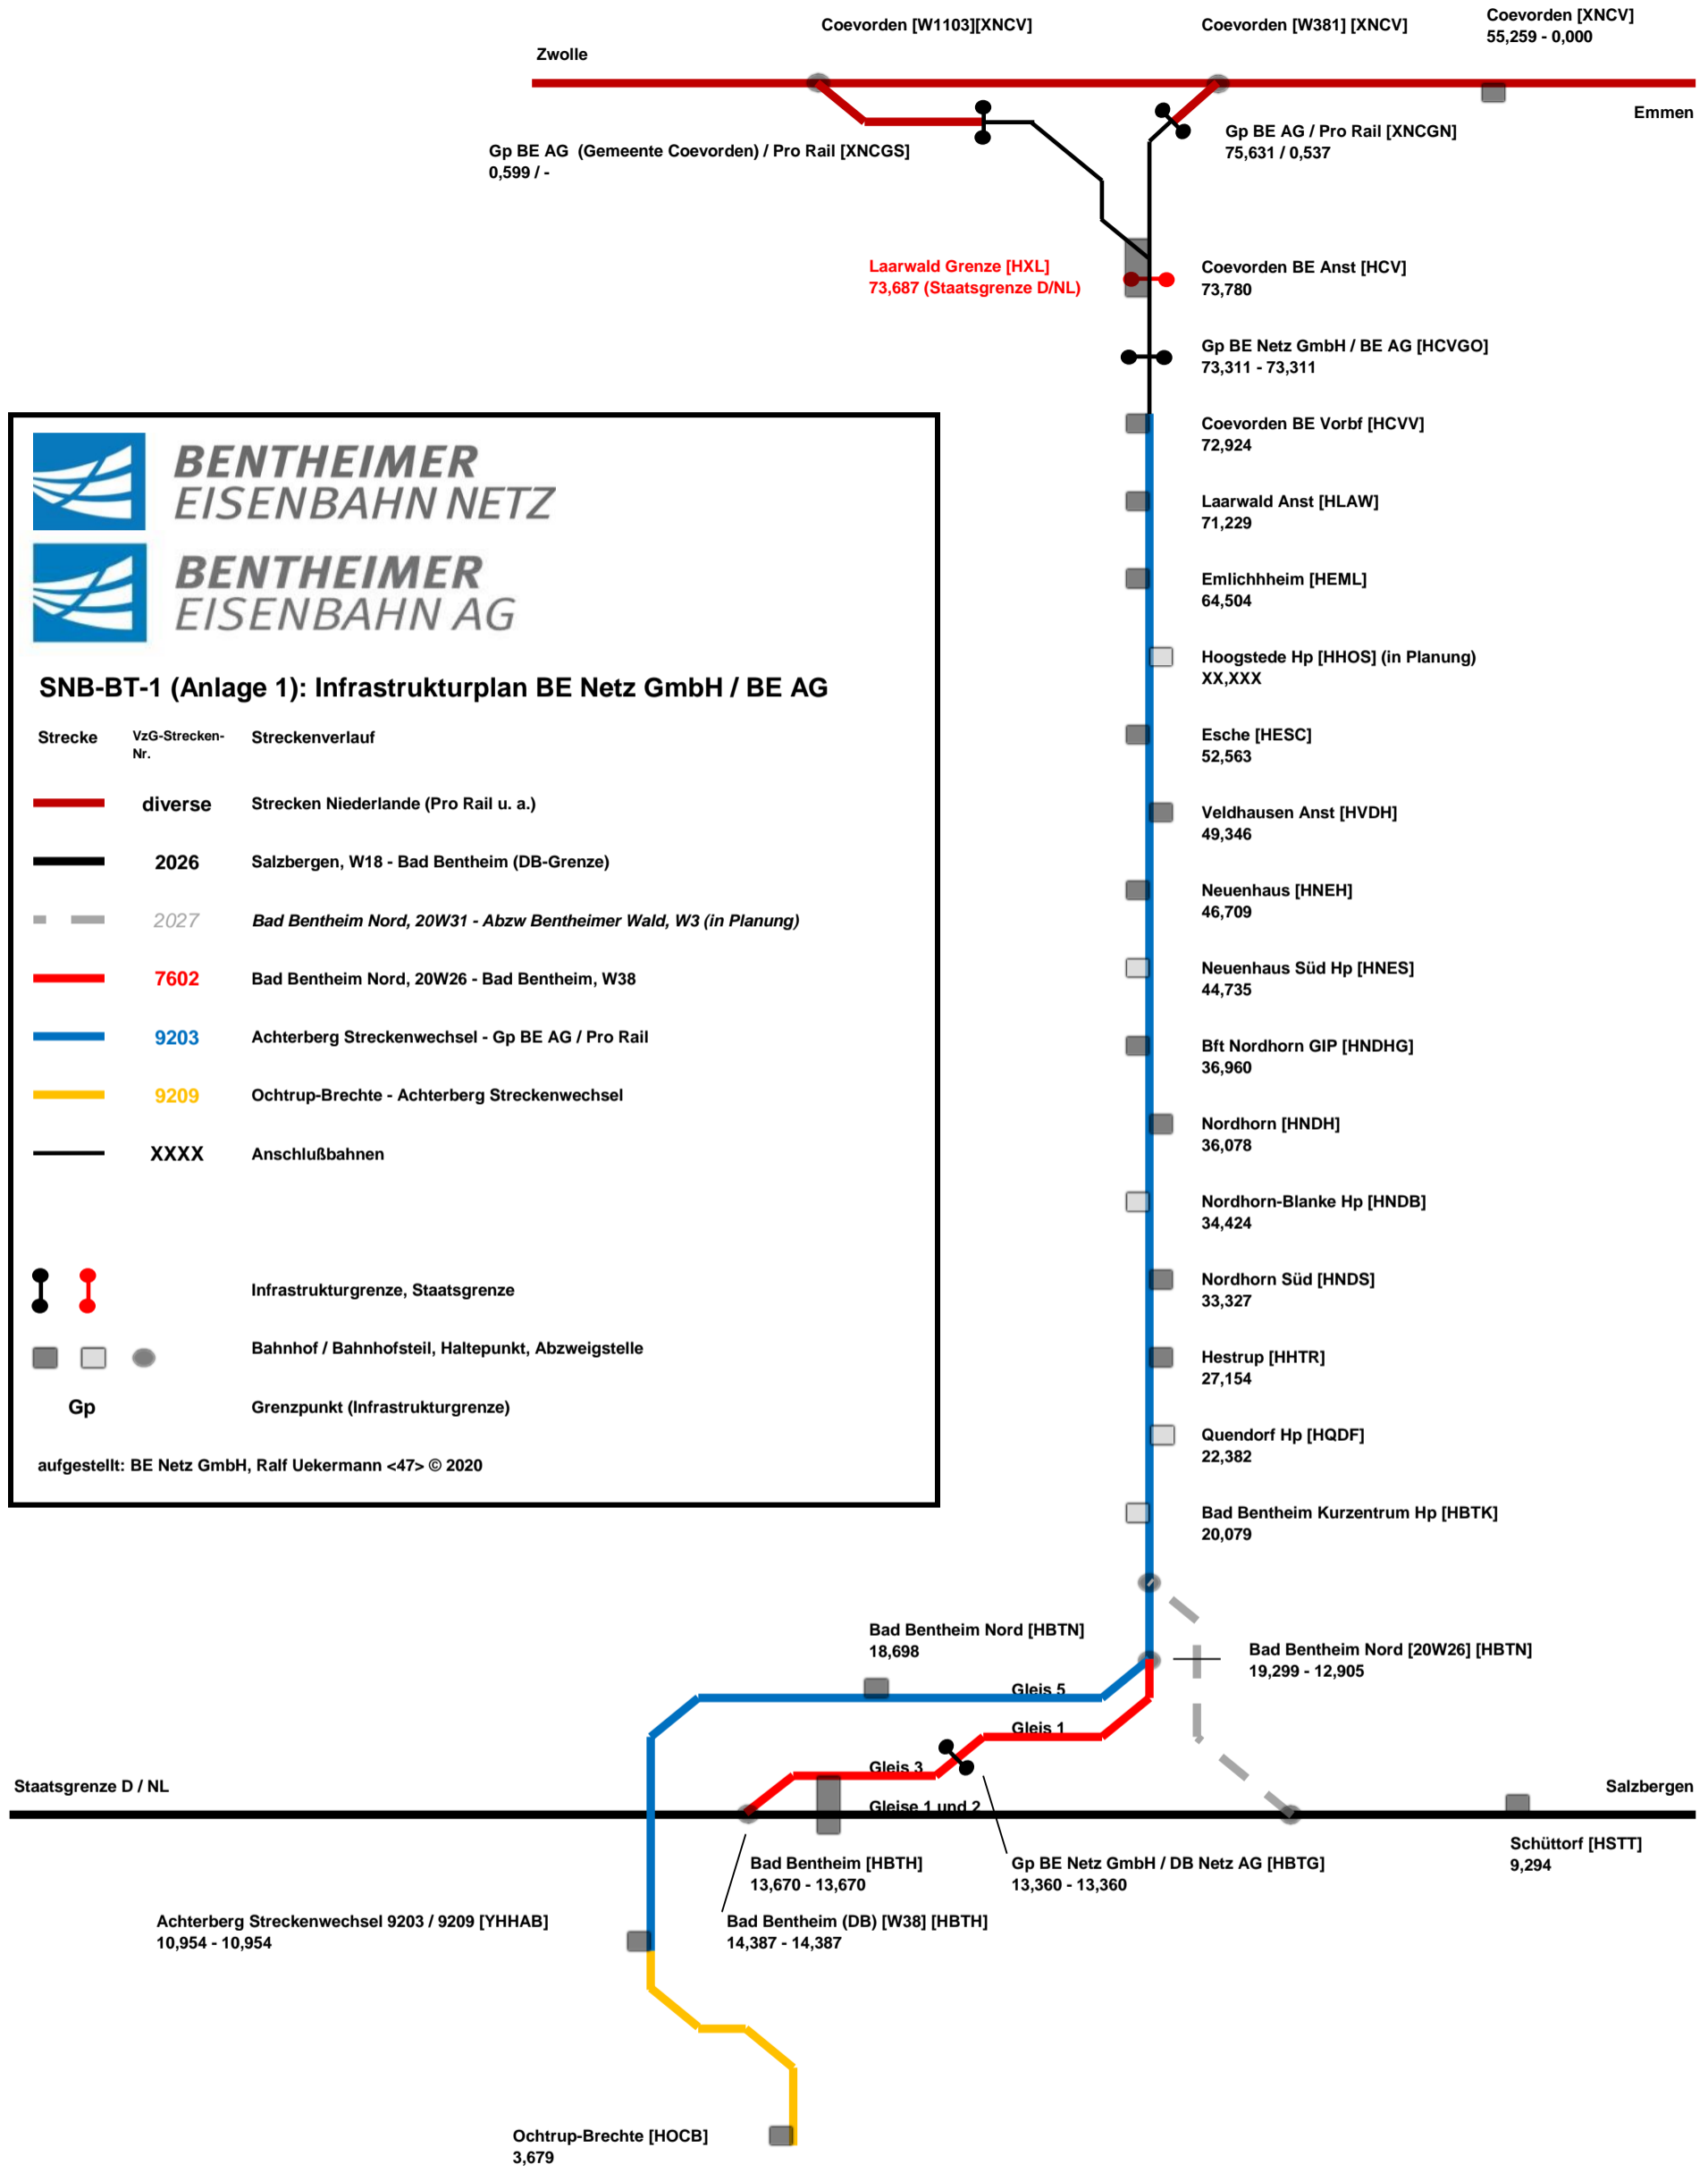 Coevorden [W1103][XNCV]
Coevorden [W381] [XNCV]
Coevorden [XNCV]
55,259 - 0,000
Zwolle
Emmen
Gp BE AG (Gemeente Coevorden) / Pro Rail [XNCGS]
0,599 / -
Gp BE AG / Pro Rail [XNCGN]
75,631 / 0,537
Laarwald Grenze [HXL]
73,687 (Staatsgrenze D/NL)
Coevorden BE Anst [HCV]
73,780
Gp BE Netz GmbH / BE AG [HCVGO]
73,311 - 73,311
Coevorden BE Vorbf [HCVV]
72,924
Laarwald Anst [HLAW]
71,229
Emlichhheim [HEML]
64,504
Hoogstede Hp [HHOS] (in Planung)
XX,XXX
Esche [HESC]
52,563
Veldhausen Anst [HVDH]
49,346
Neuenhaus [HNEH]
46,709
Neuenhaus Süd Hp [HNES]
44,735
Bft Nordhorn GIP [HNDHG]
36,960
Nordhorn [HNDH]
36,078
Nordhorn-Blanke Hp [HNDB]
34,424
Nordhorn Süd [HNDS]
33,327
Hestrup [HHTR]
27,154
Quendorf Hp [HQDF]
22,382
Bad Bentheim Kurzentrum Hp [HBTK]
20,079
BENTHEIMER
EISENBAHN NETZ
BENTHEIMER
EISENBAHN AG
SNB-BT-1 (Anlage 1): Infrastrukturplan BE Netz GmbH / BE AG
Strecke VzG-Strecken-Nr. Streckenverlauf
diverse Strecken Niederlande (Pro Rail u. a.)
2026 Salzbergen, W18 - Bad Bentheim (DB-Grenze)
2027 Bad Bentheim Nord, 20W31 - Abzw Bentheimer Wald, W3 (in Planung)
7602 Bad Bentheim Nord, 20W26 - Bad Bentheim, W38
9203 Achterberg Streckenwechsel - Gp BE AG / Pro Rail
9209 Ochtrup-Brechte - Achterberg Streckenwechsel
XXXX Anschlußbahnen
Infrastrukturgrenze, Staatsgrenze
Bahnhof / Bahnhofsteil, Haltepunkt, Abzweigstelle
Gp Grenzpunkt (Infrastrukturgrenze)
aufgestellt: BE Netz GmbH, Ralf Uekermann <47> © 2020
Bad Bentheim Nord [HBTN]
18,698
Bad Bentheim Nord [20W26] [HBTN]
19,299 - 12,905
Gleis 5
Gleis 1
Gleis 3
Gleise 1 und 2
Staatsgrenze D / NL
Salzbergen
Schüttorf [HSTT]
9,294
Bad Bentheim [HBTH]
13,670 - 13,670
Gp BE Netz GmbH / DB Netz AG [HBTG]
13,360 - 13,360
Achterberg Streckenwechsel 9203 / 9209 [YHHAB]
10,954 - 10,954
Bad Bentheim (DB) [W38] [HBTH]
14,387 - 14,387
Ochtrup-Brechte [HOCB]
3,679